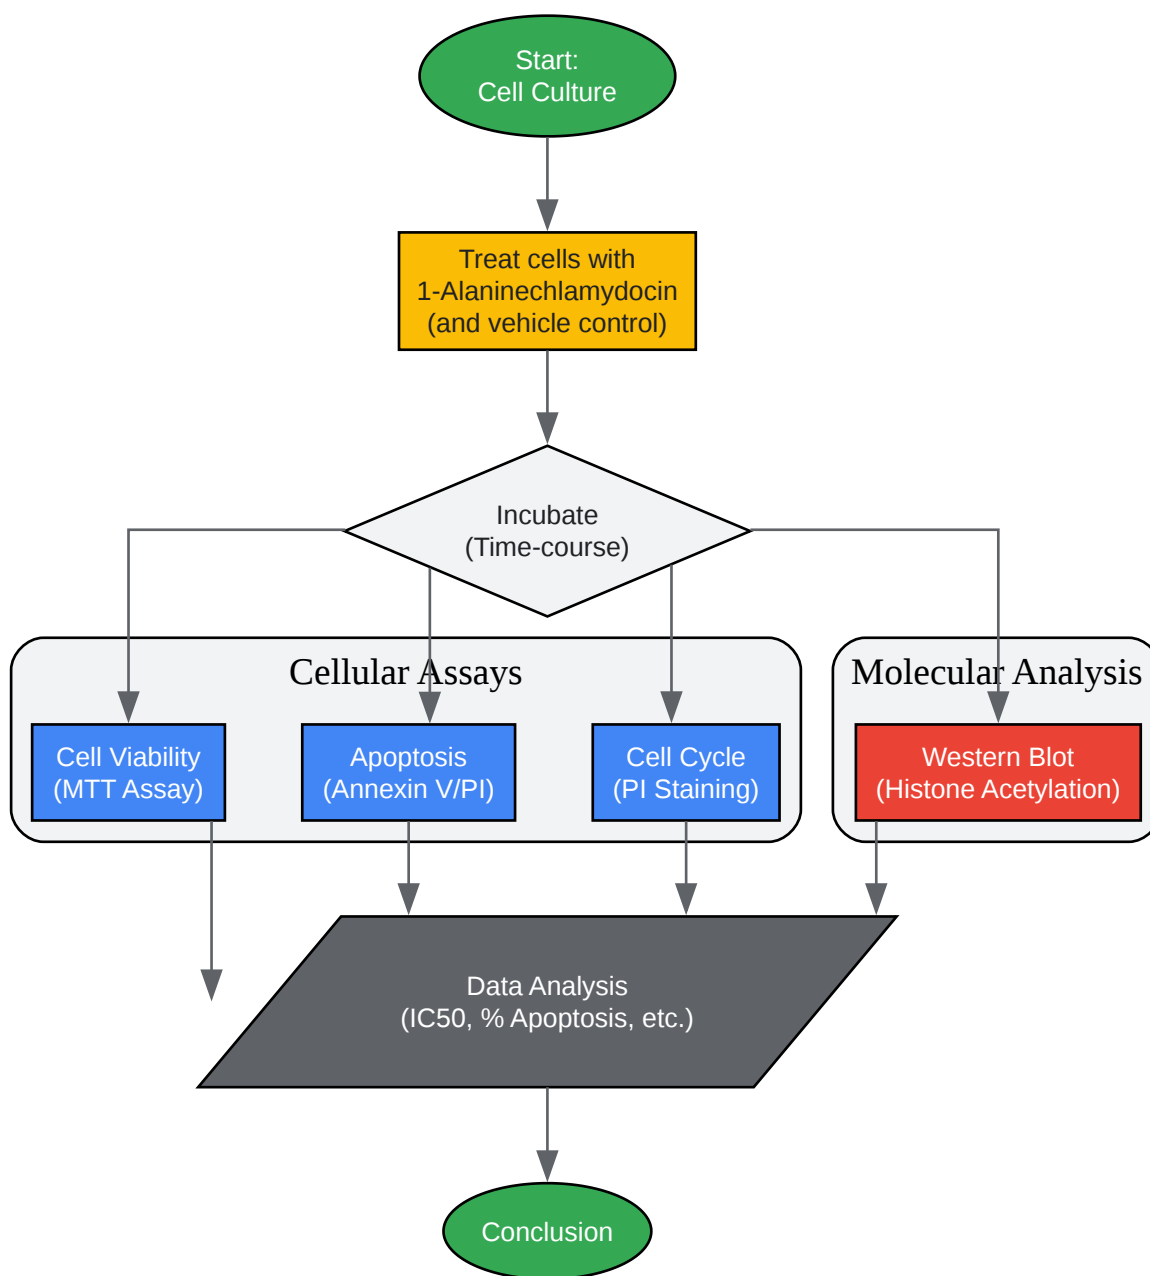 Start:
Cell Culture
Treat cells with
1-Alaninechlamydocin
(and vehicle control)
Incubate
(Time-course)
Cellular Assays
Molecular Analysis
Cell Viability
(MTT Assay)
Apoptosis
(Annexin V/PI)
Cell Cycle
(PI Staining)
Western Blot
(Histone Acetylation)
Data Analysis
(IC50, % Apoptosis, etc.)
Conclusion